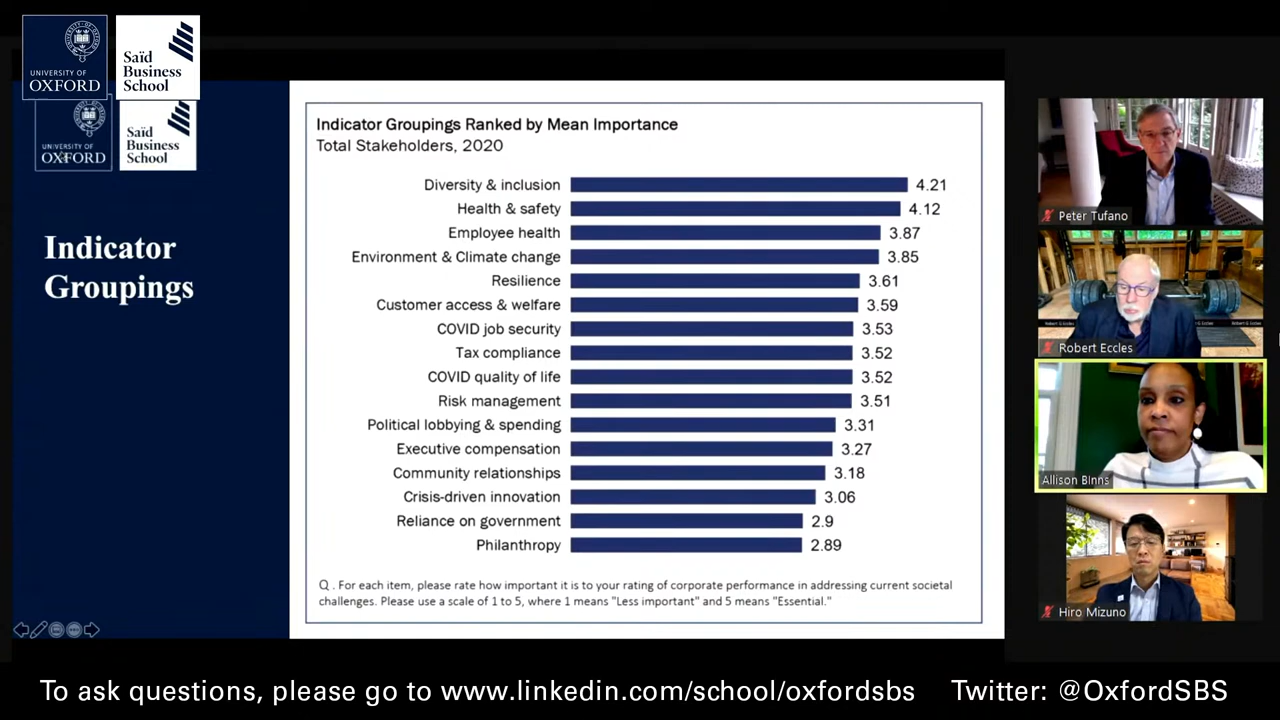 UNIVERSITY OF
OXFORD
Saïd
Business
School
UNIVERSITY OF
OXFORD
Saïd
Business
School
Indicator
Groupings
Indicator Groupings Ranked by Mean Importance
Total Stakeholders, 2020
Diversity & inclusion 4.21
Health & safety 4.12
Employee health 3.87
Environment & Climate change 3.85
Resilience 3.61
Customer access & welfare 3.59
COVID job security 3.53
Tax compliance 3.52
COVID quality of life 3.52
Risk management 3.51
Political lobbying & spending 3.31
Executive compensation 3.27
Community relationships 3.18
Crisis-driven innovation 3.06
Reliance on government 2.9
Philanthropy 2.89
Q . For each item, please rate how important it is to your rating of corporate performance in addressing current societal
challenges. Please use a scale of 1 to 5, where 1 means "Less important" and 5 means "Essential."
Peter Tufano
Robert Eccles
Allison BInns
Hiro Mizuno
To ask questions, please go to www.linkedin.com/school/oxfordsbs Twitter: @OxfordSBS